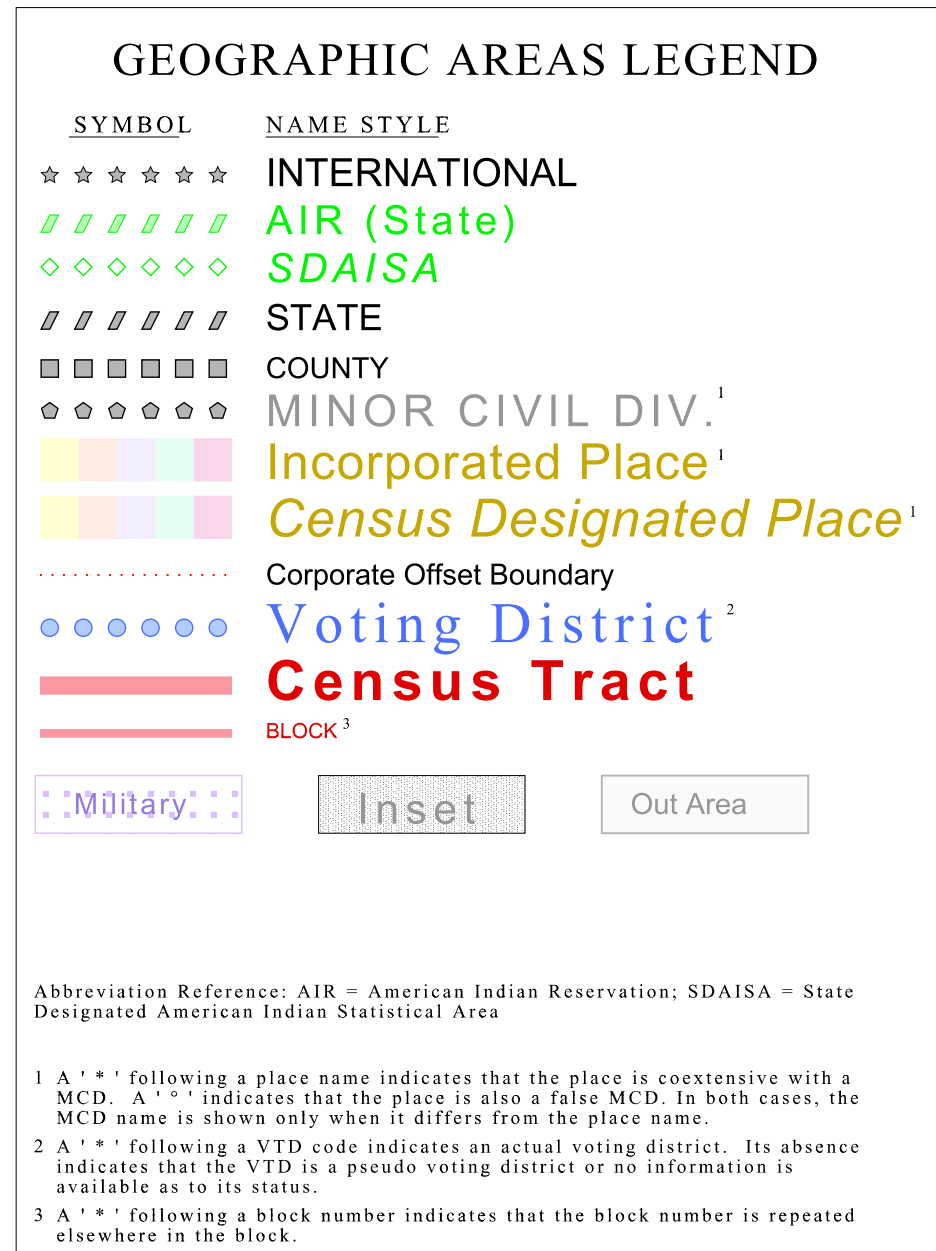 GEOGRAPHIC AREAS LEGEND
SYMBOL NAME STYLE
INTERNATIONAL
AIR (State)
SDAISA
STATE
COUNTY
MINOR CIVIL DIV. 1
Incorporated Place 1
Census Designated Place 1
Corporate Offset Boundary
Voting District 2
Census Tract
BLOCK 3
Military Inset Out Area
Abbreviation Reference: AIR = American Indian Reservation; SDAISA = State
Designated American Indian Statistical Area
1 A ' * ' following a place name indicates that the place is coextensive with a
MCD. A ' ° ' indicates that the place is also a false MCD. In both cases, the
MCD name is shown only when it differs from the place name.
2 A ' * ' following a VTD code indicates an actual voting district. Its absence
indicates that the VTD is a pseudo voting district or no information is
available as to its status.
3 A ' * ' following a block number indicates that the block number is repeated
elsewhere in the block.